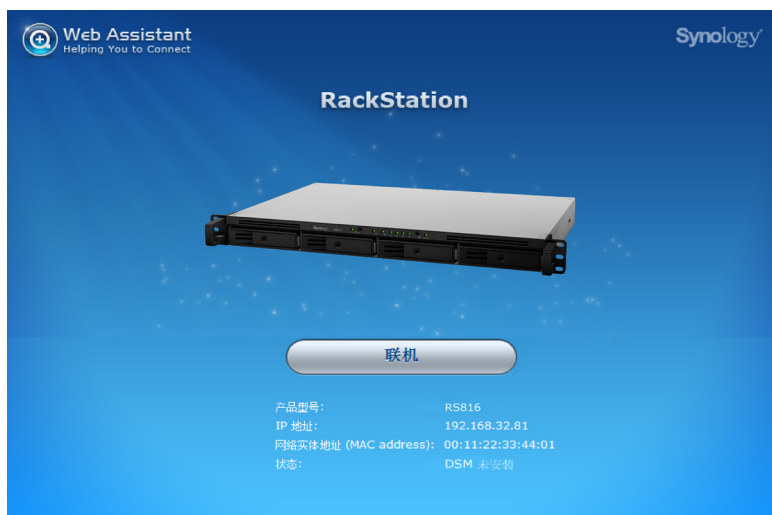 Web Assistant
Helping You to Connect
Synology
RackStation
联机
产品型号： RS816
IP 地址： 192.168.32.81
网络实体地址 (MAC address)： 00:11:22:33:44:01
状态： DSM 未安装